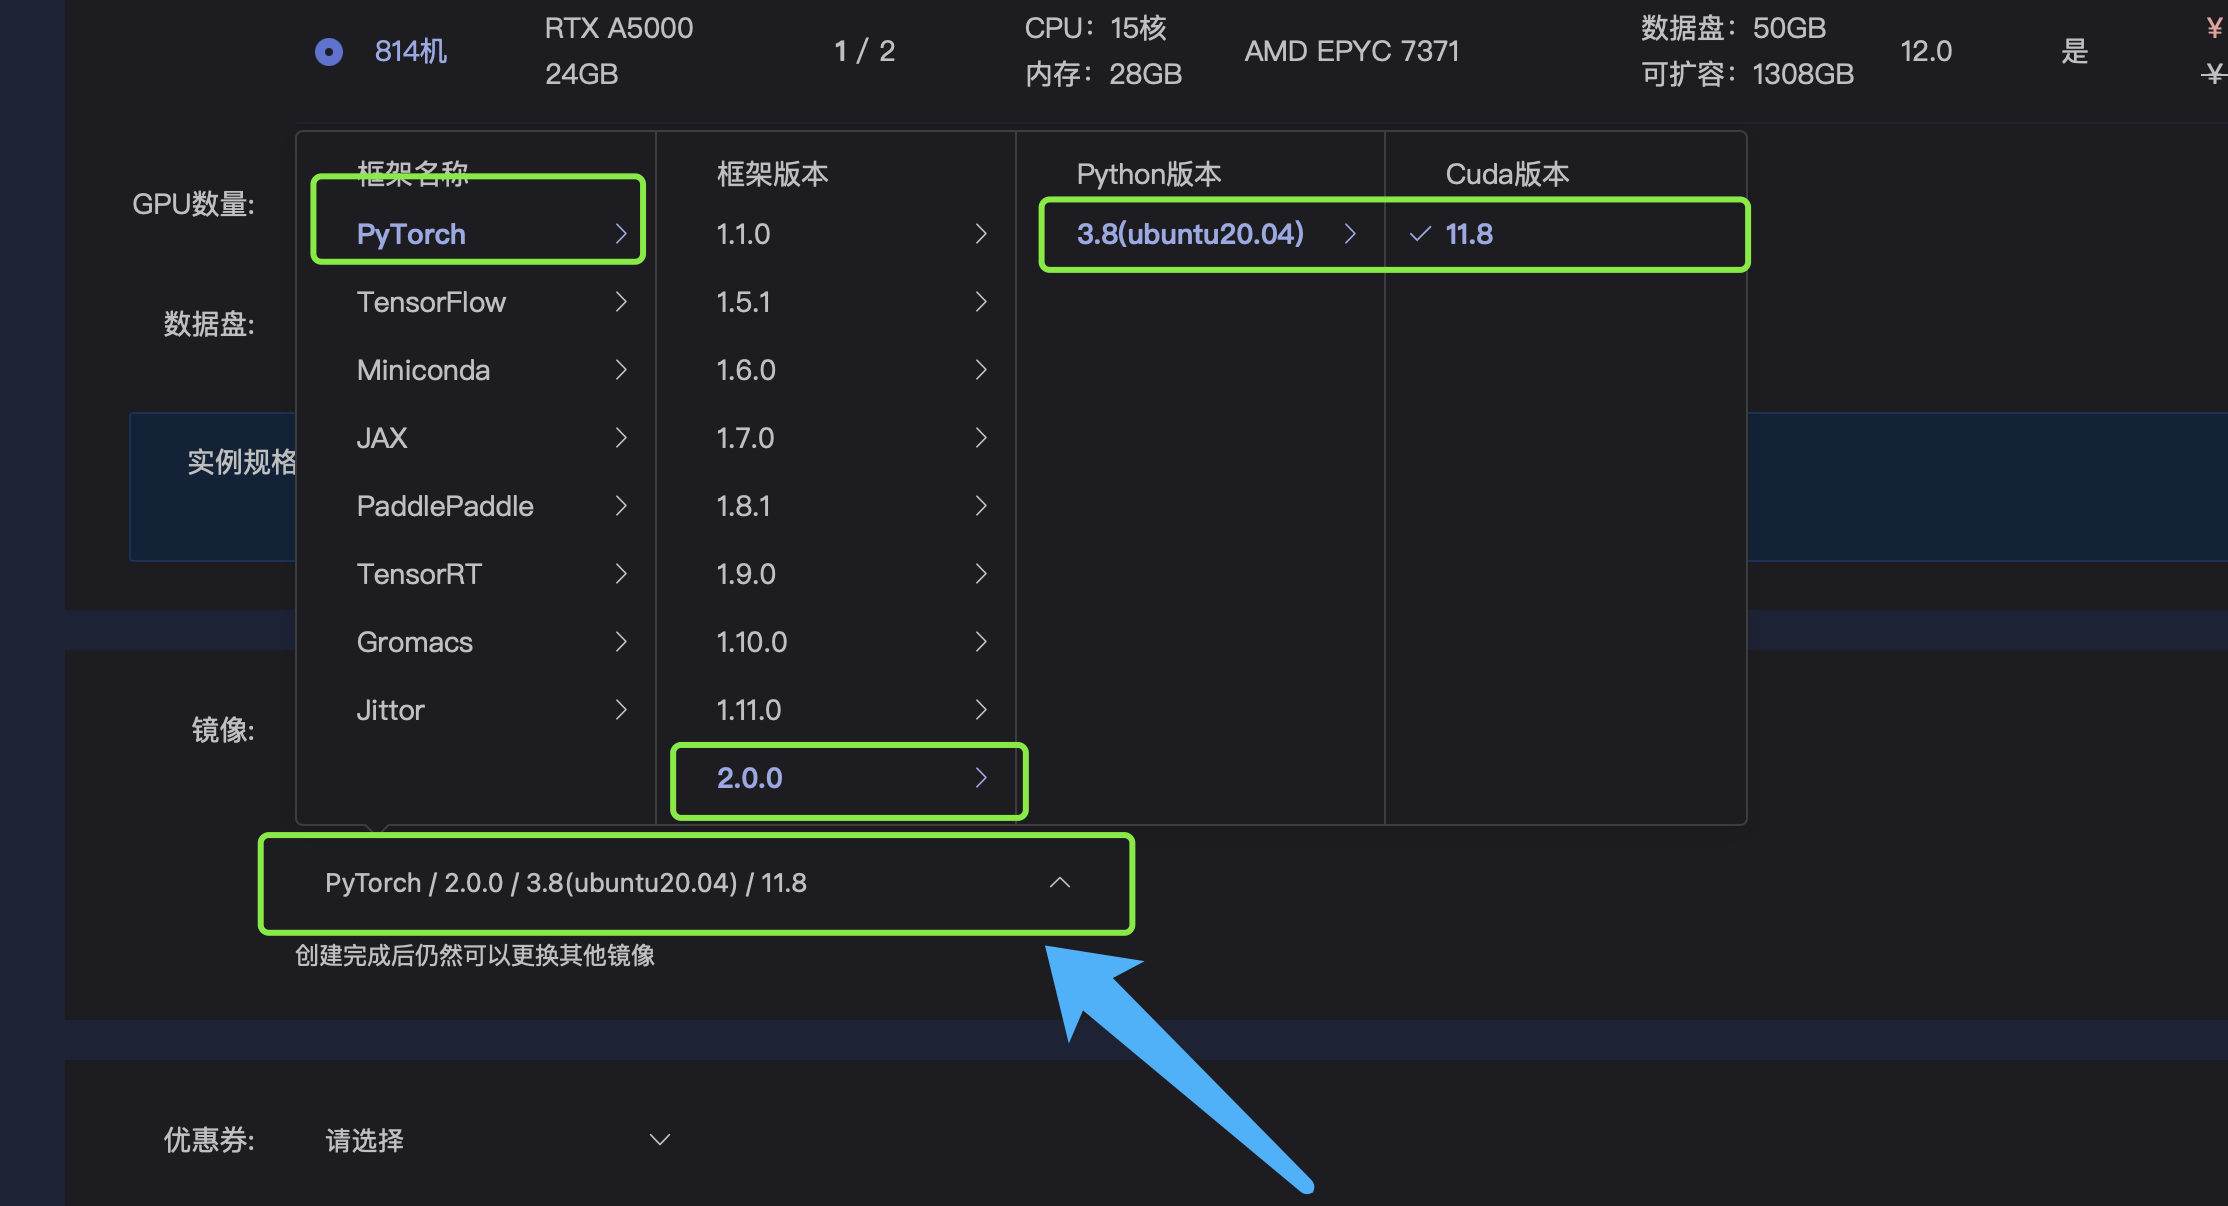 814机
RTX A5000
24GB
1 / 2
CPU：15核
内存：28GB
AMD EPYC 7371
数据盘：50GB
可扩容：1308GB
12.0
是
¥
¥
GPU数量:
数据盘:
实例规格
镜像:
框架名称
PyTorch
TensorFlow
Miniconda
JAX
PaddlePaddle
TensorRT
Gromacs
Jittor
框架版本
1.1.0
1.5.1
1.6.0
1.7.0
1.8.1
1.9.0
1.10.0
1.11.0
2.0.0
Python版本
3.8(ubuntu20.04)
Cuda版本
11.8
PyTorch / 2.0.0 / 3.8(ubuntu20.04) / 11.8
创建完成后仍然可以更换其他镜像
优惠券:
请选择